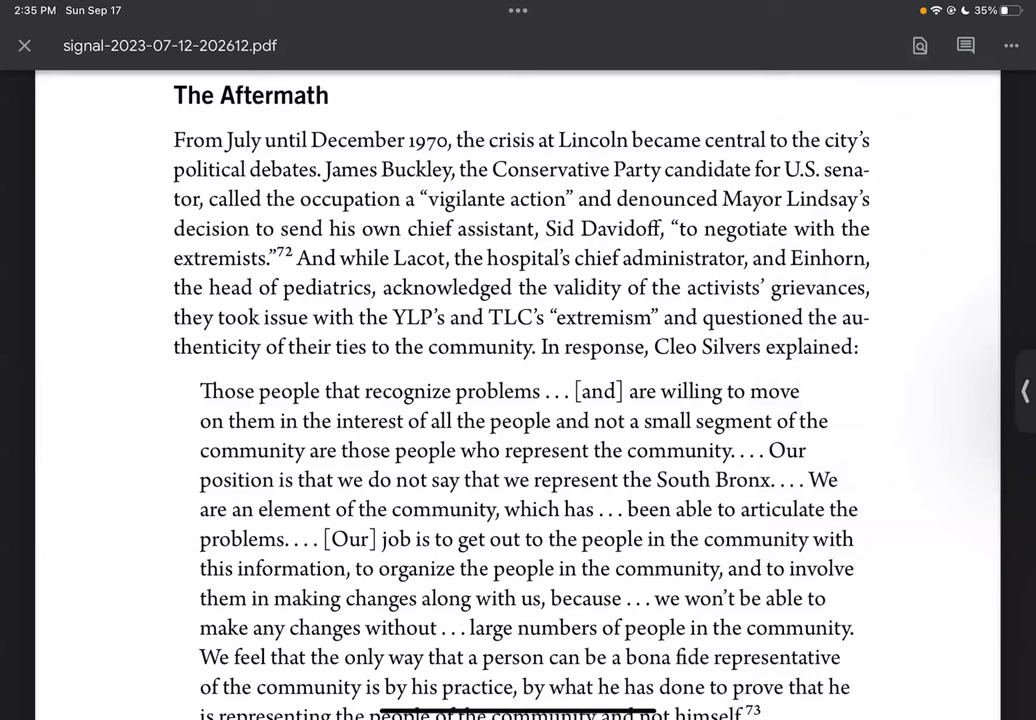 2:35 PM Sun Sep 17
35%
signal-2023-07-12-202612.pdf
The Aftermath
From July until December 1970, the crisis at Lincoln became central to the city’s
political debates. James Buckley, the Conservative Party candidate for U.S. sena-
tor, called the occupation a “vigilante action” and denounced Mayor Lindsay’s
decision to send his own chief assistant, Sid Davidoff, “to negotiate with the
extremists.”72 And while Lacot, the hospital’s chief administrator, and Einhorn,
the head of pediatrics, acknowledged the validity of the activists’ grievances,
they took issue with the YLP’s and TLC’s “extremism” and questioned the au-
thenticity of their ties to the community. In response, Cleo Silvers explained:
Those people that recognize problems . . . [and] are willing to move
on them in the interest of all the people and not a small segment of the
community are those people who represent the community. . . . Our
position is that we do not say that we represent the South Bronx. . . . We
are an element of the community, which has . . . been able to articulate the
problems. . . . [Our] job is to get out to the people in the community with
this information, to organize the people in the community, and to involve
them in making changes along with us, because . . . we won’t be able to
make any changes without . . . large numbers of people in the community.
We feel that the only way that a person can be a bona fide representative
of the community is by his practice, by what he has done to prove that he
is representing the people of the community and not himself.73